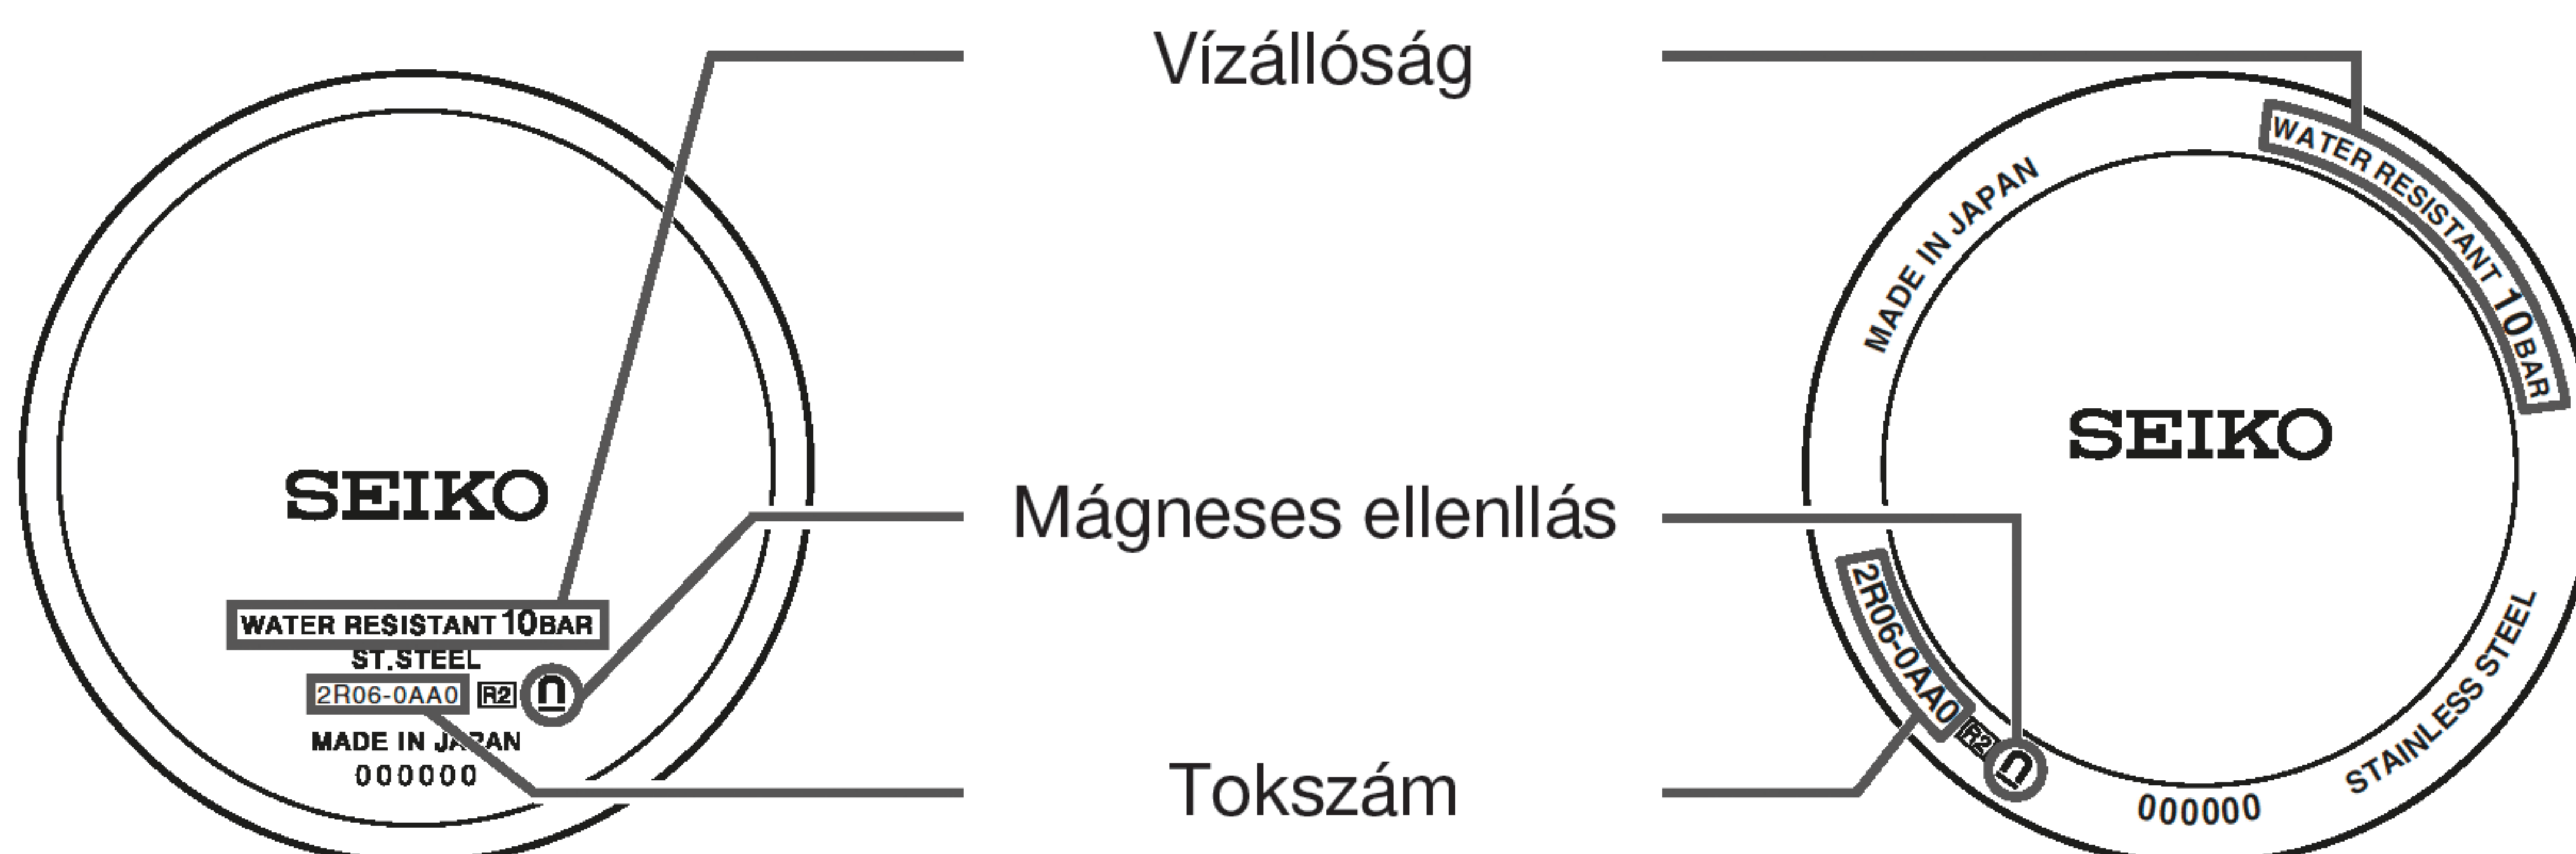 Vízállóság
Mágneses ellenllás
Tokszám
SEIKO
WATER RESISTANT 10BAR
ST.STEEL
2R06-0AA0 R2 n
MADE IN JAPAN
000000
MADE IN JAPAN
WATER RESISTANT 10BAR
SEIKO
2R06-0AA0 R2 n
000000
STAINLESS STEEL